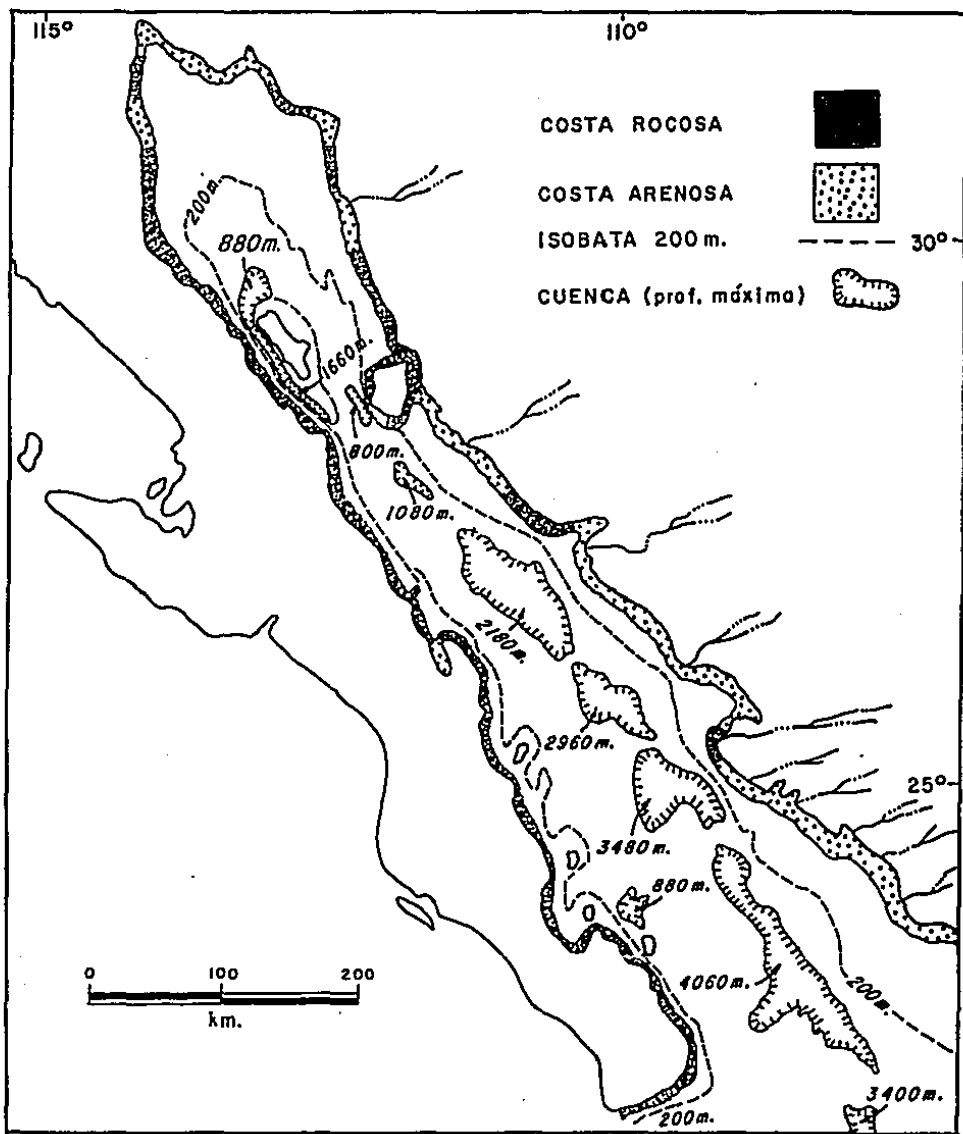 115°
110°
COSTA ROCOSA
COSTA ARENOSA
ISOBATA 200 m.
30°
CUENCA (prof. máxima)
200m.
880m.
1660m.
800m.
1080m.
2180m.
2960m.
25°
3480m.
880m.
4060m.
200m.
0 100 200
km.
3400m.
200m.